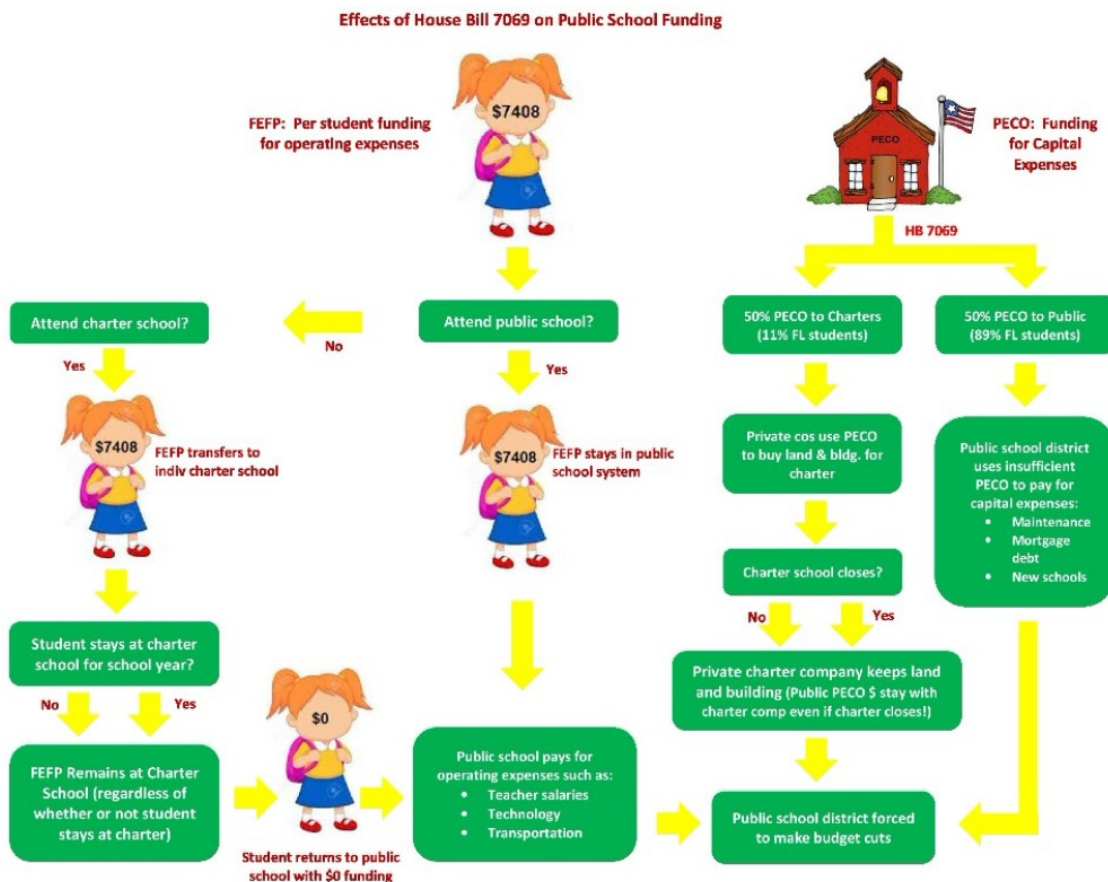 Effects of House Bill 7069 on Public School Funding
$7408
FEFP: Per student funding
for operating expenses
PECO
PECO: Funding
for Capital
Expenses
HB 7069
Attend charter school?
No
Attend public school?
50% PECO to Charters
(11% FL students)
50% PECO to Public
(89% FL students)
Yes
Yes
$7408
FEFP transfers to
indiv charter school
$7408
FEFP stays in public
school system
Private cos use PECO
to buy land & bldg. for
charter
Public school district
uses insufficient
PECO to pay for
capital expenses:
• Maintenance
• Mortgage
debt
• New schools
Charter school closes?
No
Yes
Student stays at charter
school for school year?
No
Yes
Private charter company keeps land
and building (Public PECO $ stay with
charter comp even if charter closes!)
FEFP Remains at Charter
School (regardless of
whether or not student
stays at charter)
$0
Student returns to public
school with $0 funding
Public school pays for
operating expenses such as:
• Teacher salaries
• Technology
• Transportation
Public school district forced
to make budget cuts